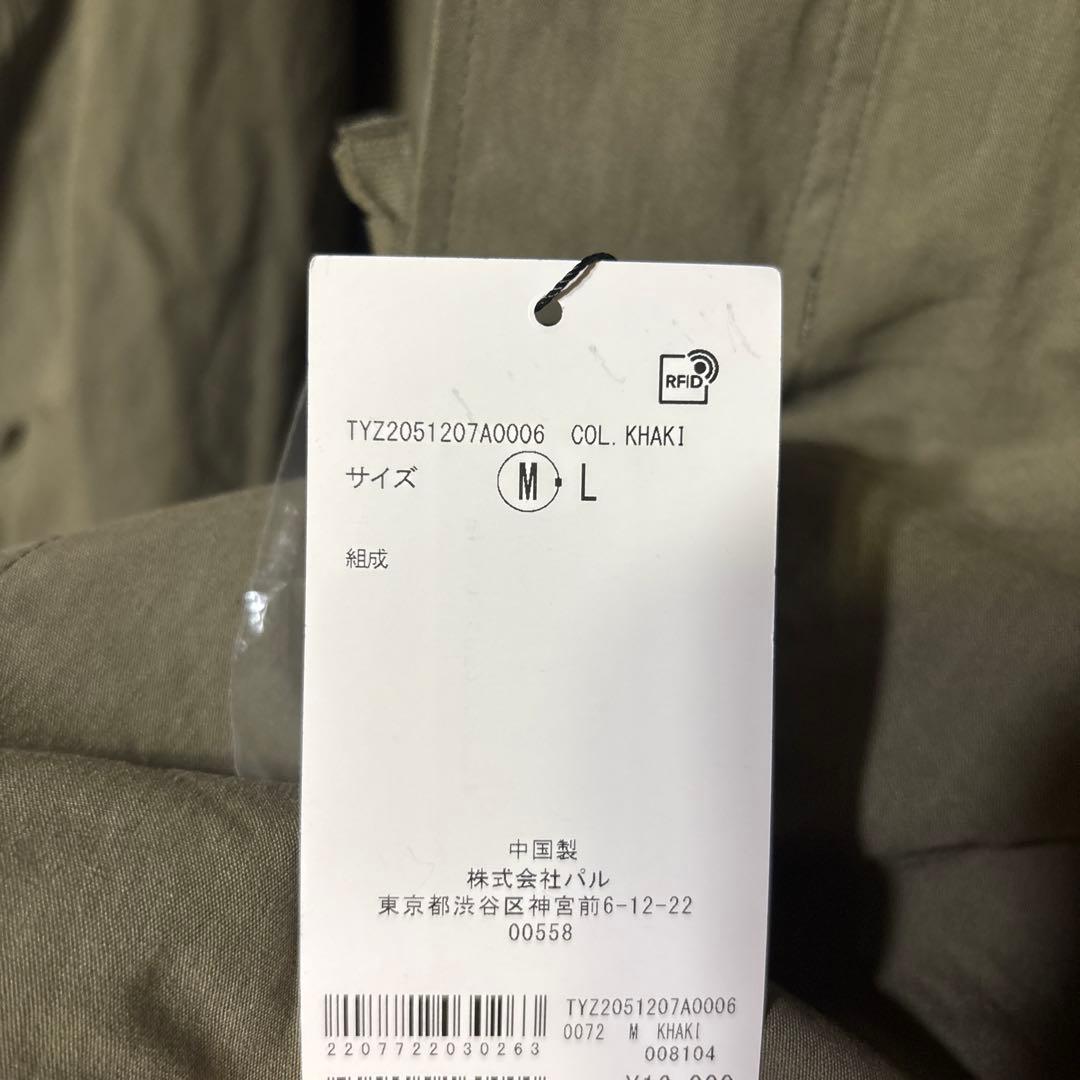 RFID
TYZ2051207A0006 COL. KHAKI
サイズ M・L
組成
中国製
株式会社パル
東京都渋谷区神宮前6-12-22
00558
TYZ2051207A0006
0072 M KHAKI
2207722030263
008104